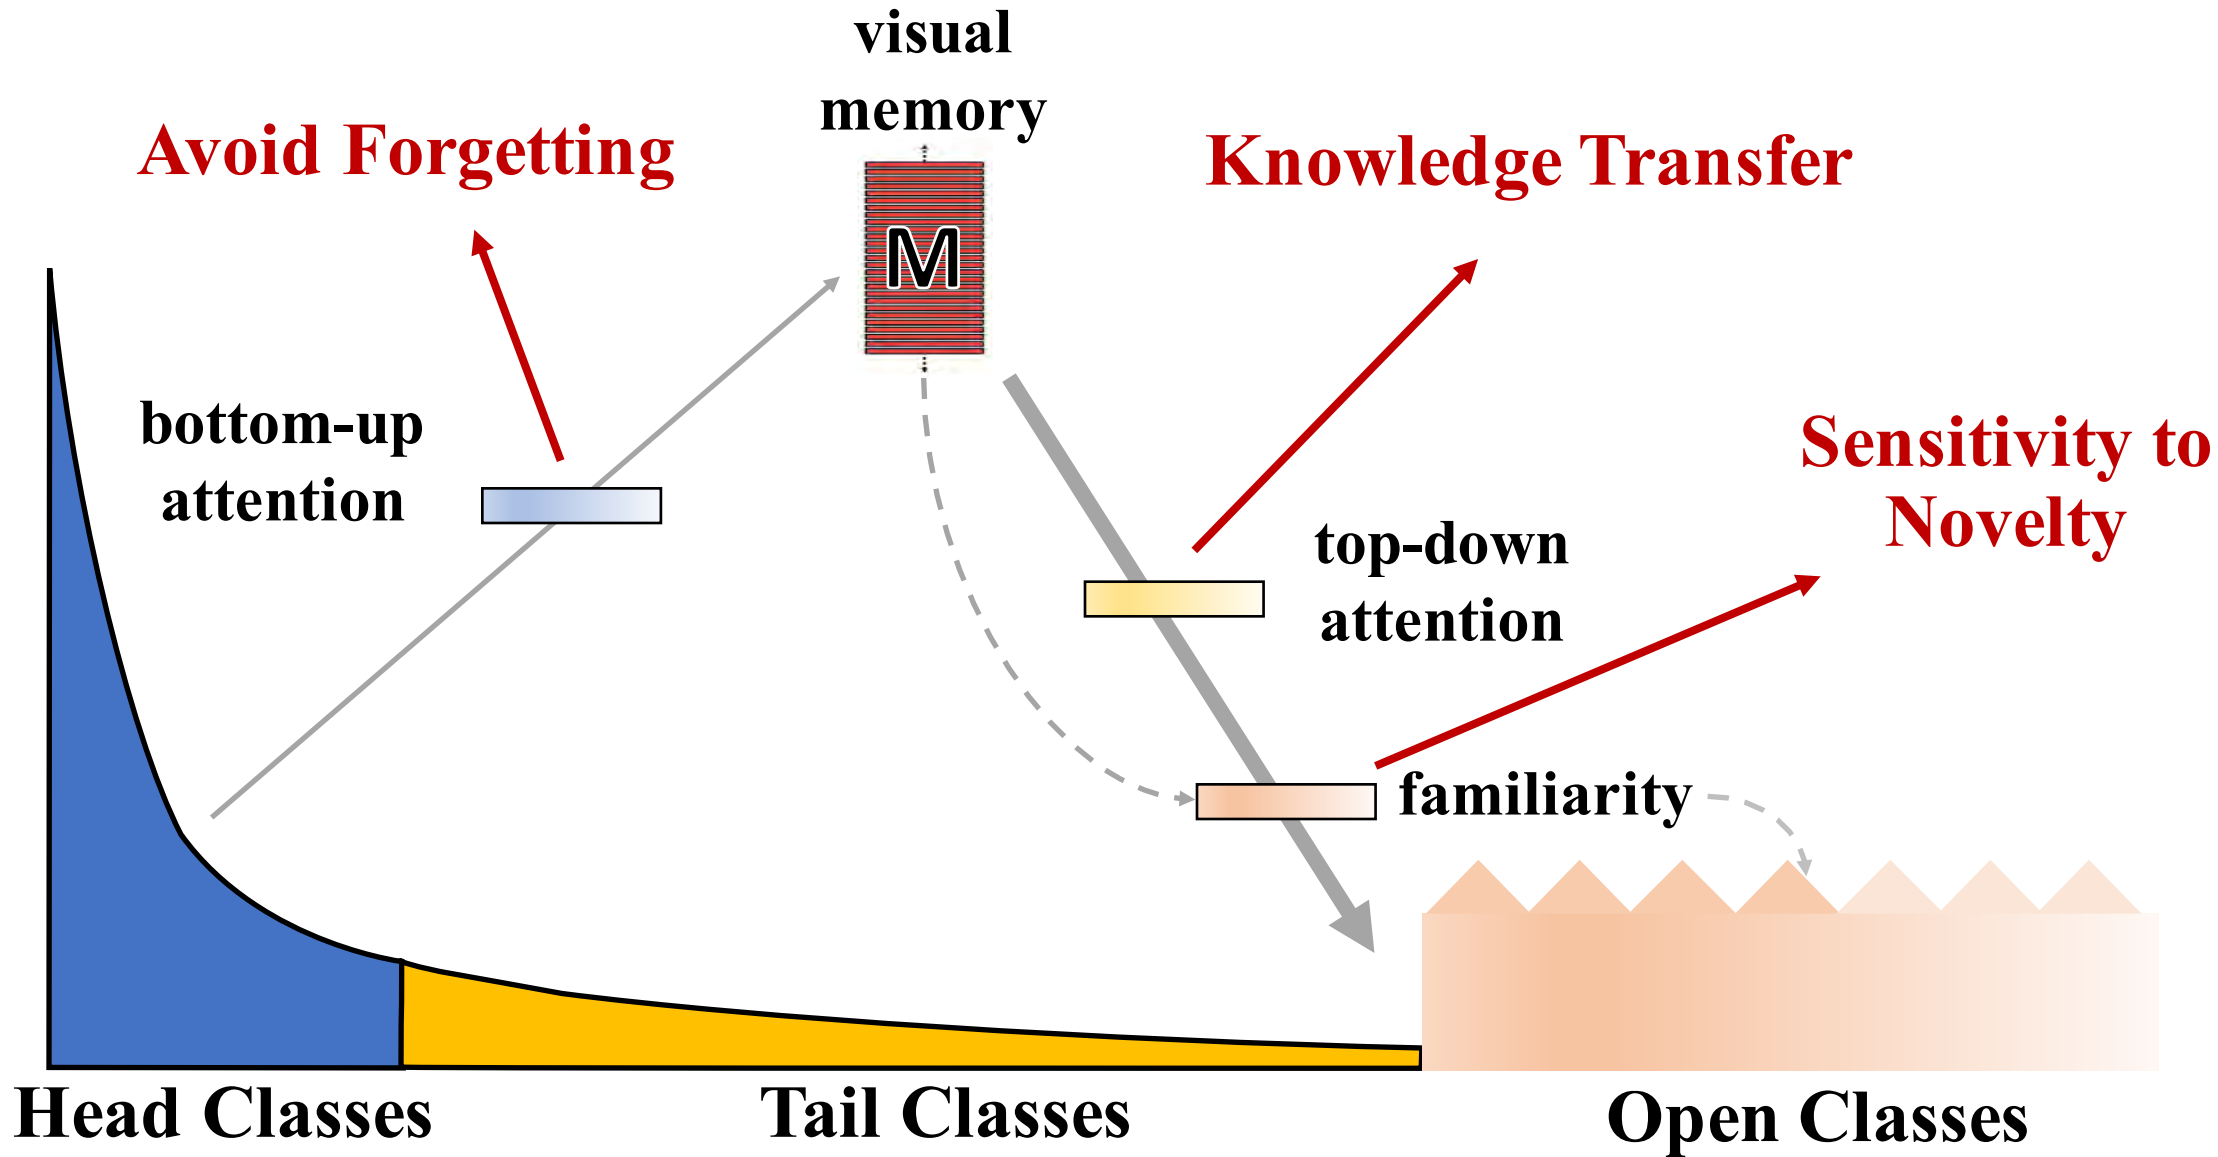 visual
memory
Avoid Forgetting
Knowledge Transfer
M
bottom-up
attention
Sensitivity to
Novelty
top-down
attention
familiarity
Head Classes
Tail Classes
Open Classes